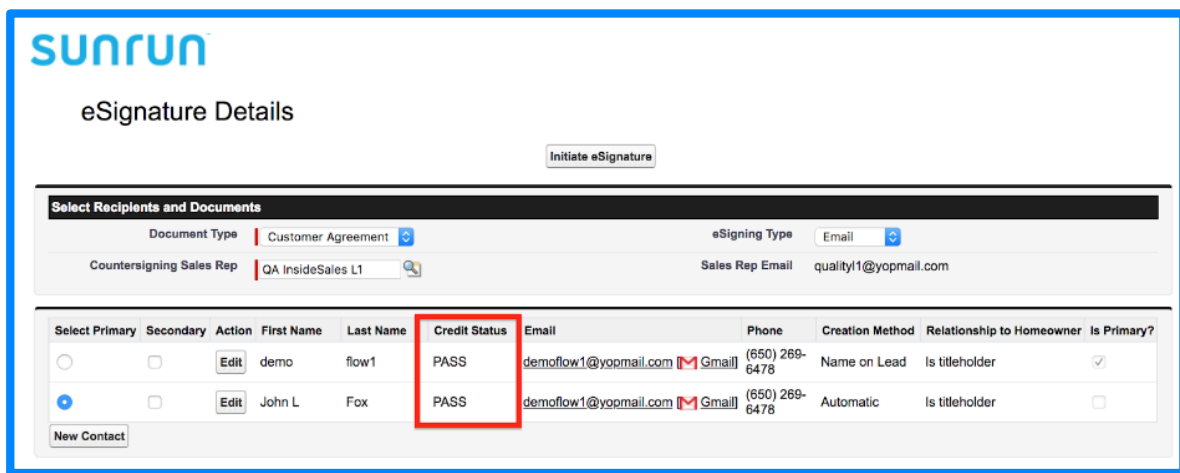 sunrun
eSignature Details
Initiate eSignature
Select Recipients and Documents
Document Type Customer Agreement eSigning Type Email
Countersigning Sales Rep QA InsideSales L1 Sales Rep Email qualityl1@yopmail.com
Select Primary Secondary Action First Name Last Name Credit Status Email Phone Creation Method Relationship to Homeowner Is Primary?
Edit demo flow1 PASS demoflow1@yopmail.com [Gmail] (650) 269-
6478 Name on Lead Is titleholder
Edit John L Fox PASS demoflow1@yopmail.com [Gmail] (650) 269-
6478 Automatic Is titleholder
New Contact